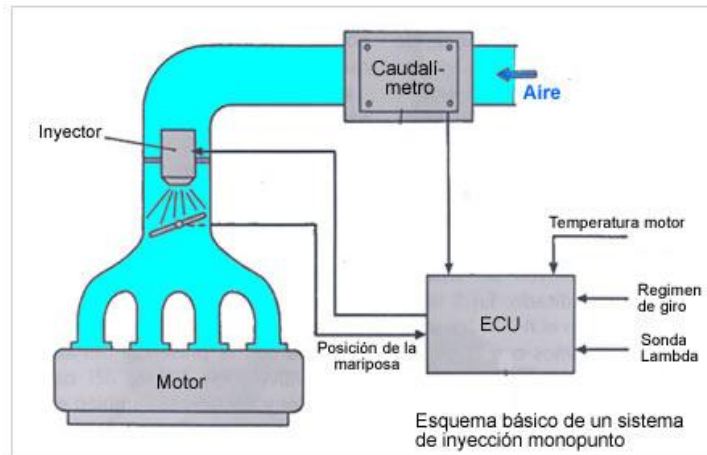 Caudalí-
metro
Aire
Inyector
Temperatura motor
Regimen
de giro
ECU
Posición de la
mariposa
Sonda
Lambda
Motor
Esquema básico de un sistema
de inyección monopunto